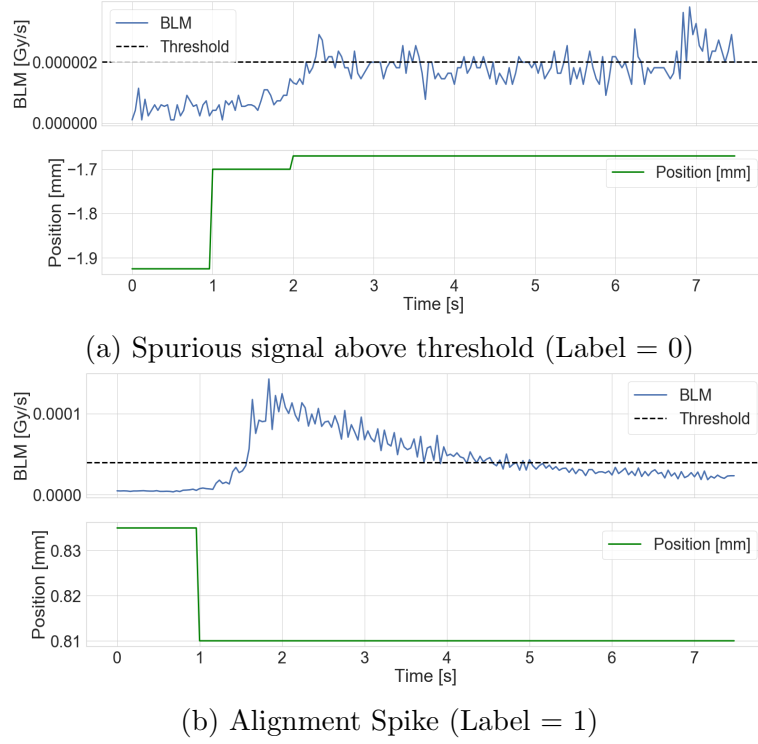 BLM
Threshold
BLM [Gy/s]
0.000002
0.000000
Position [mm]
−1.7
−1.8
−1.9
Position [mm]
0 1 2 3 4 5 6 7
Time [s]
(a) Spurious signal above threshold (Label = 0)
BLM
Threshold
BLM [Gy/s]
0.0001
0.0000
Position [mm]
0.83
0.82
0.81
Position [mm]
0 1 2 3 4 5 6 7
Time [s]
(b) Alignment Spike (Label = 1)